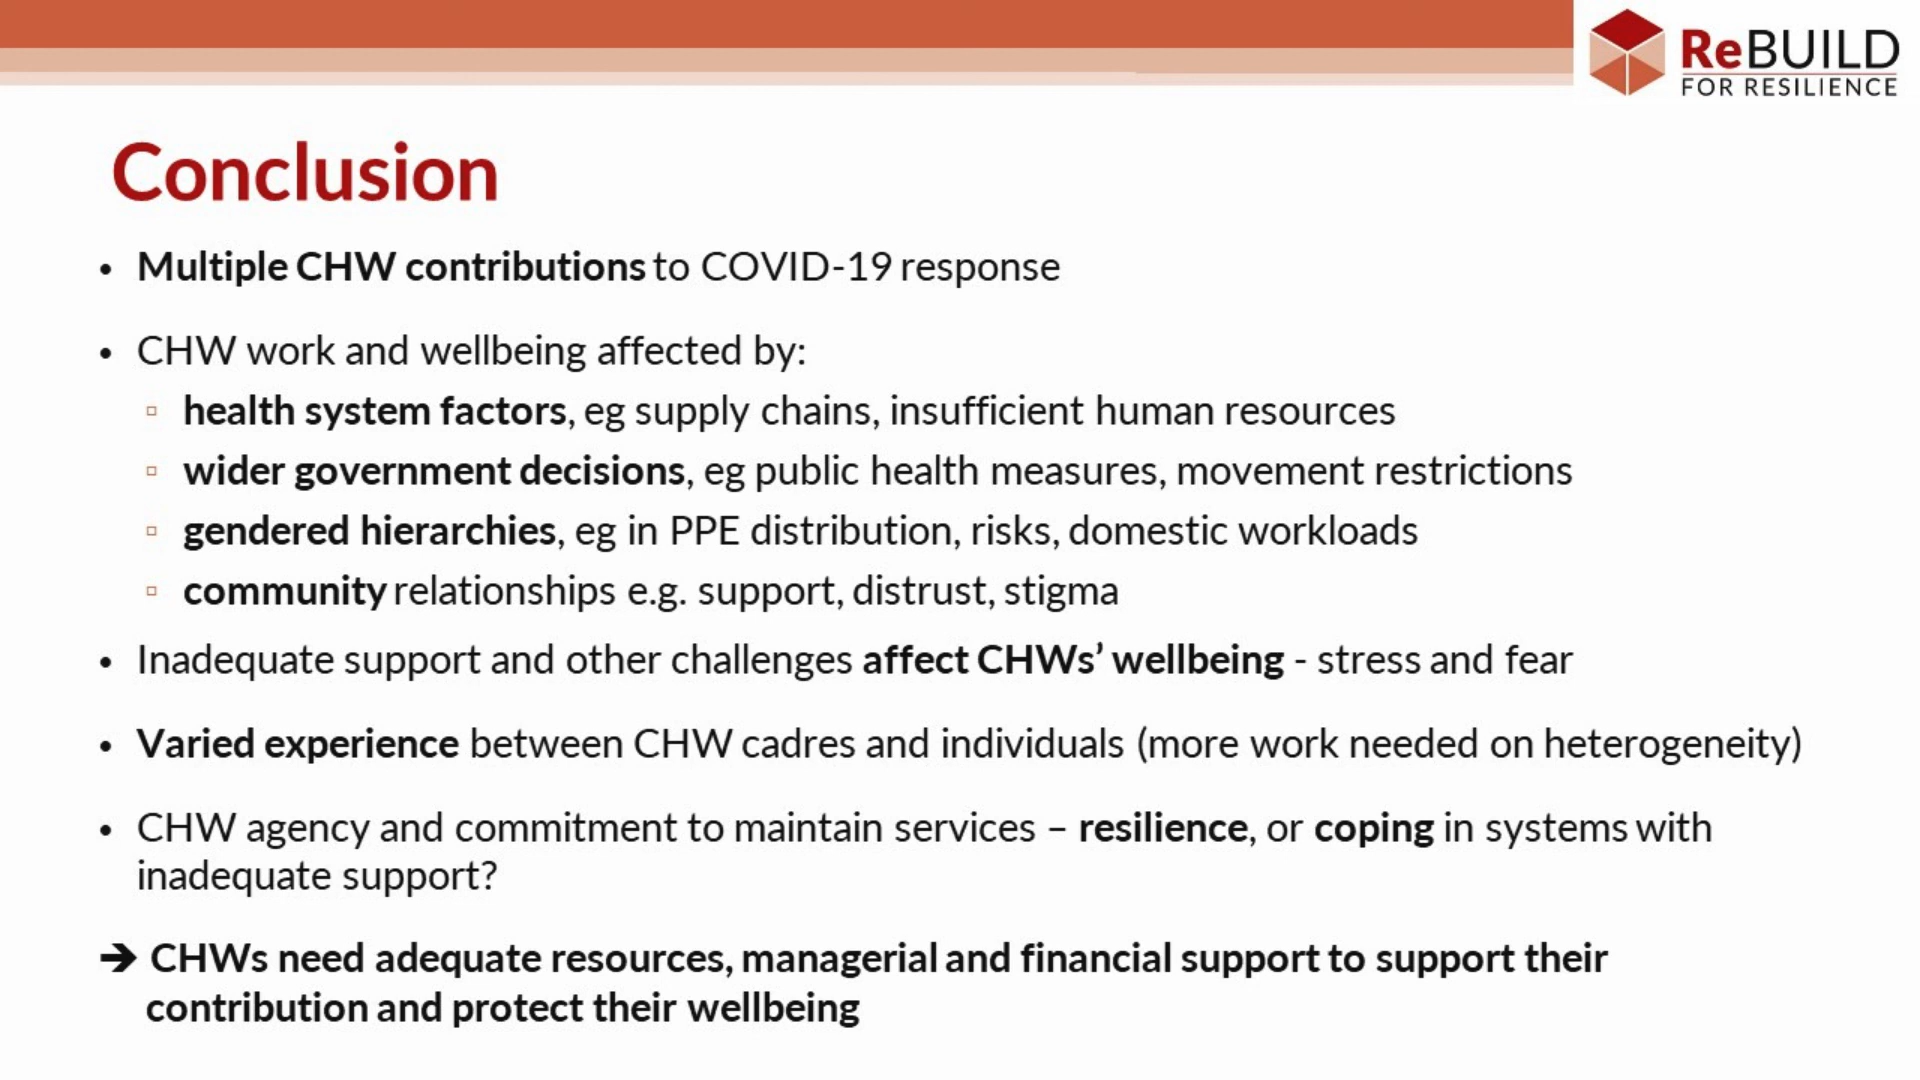 ReBUILD
FOR RESILIENCE
Conclusion
• Multiple CHW contributions to COVID-19 response
• CHW work and wellbeing affected by:
▫ health system factors, eg supply chains, insufficient human resources
▫ wider government decisions, eg public health measures, movement restrictions
▫ gendered hierarchies, eg in PPE distribution, risks, domestic workloads
▫ community relationships e.g. support, distrust, stigma
• Inadequate support and other challenges affect CHWs’ wellbeing - stress and fear
• Varied experience between CHW cadres and individuals (more work needed on heterogeneity)
• CHW agency and commitment to maintain services – resilience, or coping in systems with
inadequate support?
➔ CHWs need adequate resources, managerial and financial support to support their
contribution and protect their wellbeing